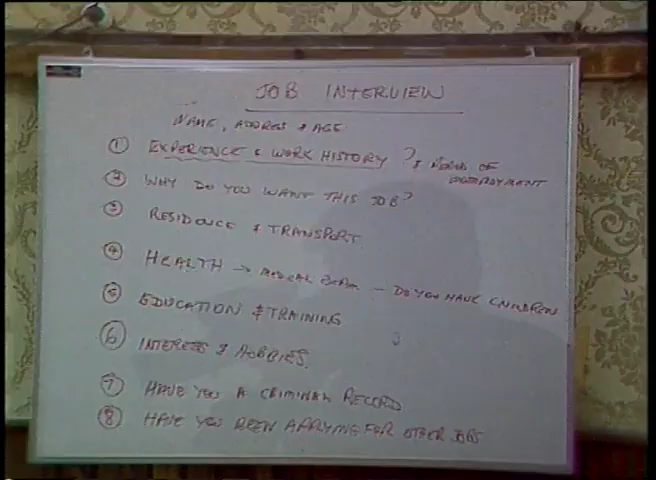 JOB INTERVIEW
NAME, ADDRESS & AGE
① EXPERIENCE & WORK HISTORY ? & PERIOD OF
② WHY DO YOU WANT THIS JOB?
③ RESIDENCE & TRANSPORT
④ HEALTH → MEDICAL EXAM - DO YOU HAVE CHILDREN
⑤ EDUCATION & TRAINING
⑥ INTERESTS & HOBBIES.
⑦ HAVE YOU A CRIMINAL RECORD
⑧ HAVE YOU BEEN APPLYING FOR OTHER JOBS